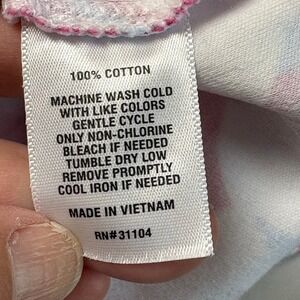 100% COTTON
MACHINE WASH COLD
WITH LIKE COLORS
GENTLE CYCLE
ONLY NON-CHLORINE
BLEACH IF NEEDED
TUMBLE DRY LOW
REMOVE PROMPTLY
COOL IRON IF NEEDED
MADE IN VIETNAM
RN#31104